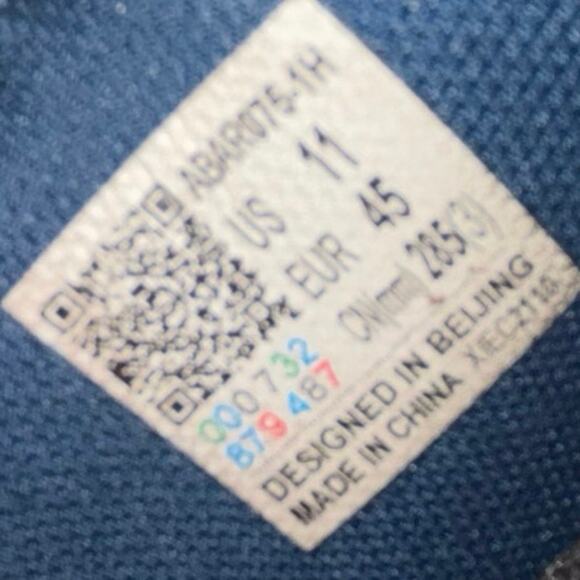 ABAR075-1H
US 11
EUR 45
CN(mm) 285(3)
000732
879487
DESIGNED IN BEIJING
MADE IN CHINA